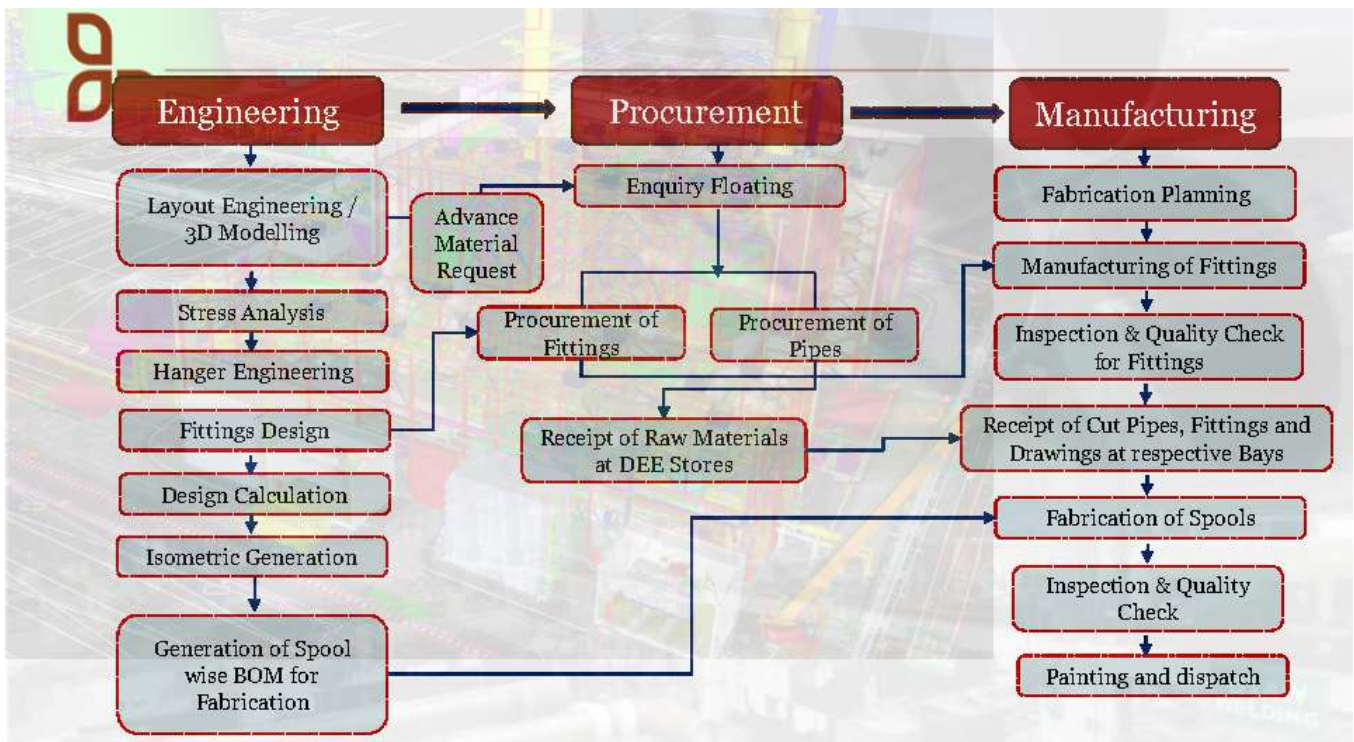 Engineering
Procurement
Manufacturing
Layout Engineering /
3D Modelling
Stress Analysis
Hanger Engineering
Fittings Design
Design Calculation
Isometric Generation
Generation of Spool
wise BOM for
Fabrication
Advance
Material
Request
Enquiry Floating
Procurement of
Fittings
Procurement of
Pipes
Receipt of Raw Materials
at DEE Stores
Fabrication Planning
Manufacturing of Fittings
Inspection & Quality Check
for Fittings
Receipt of Cut Pipes, Fittings and
Drawings at respective Bays
Fabrication of Spools
Inspection & Quality
Check
Painting and dispatch